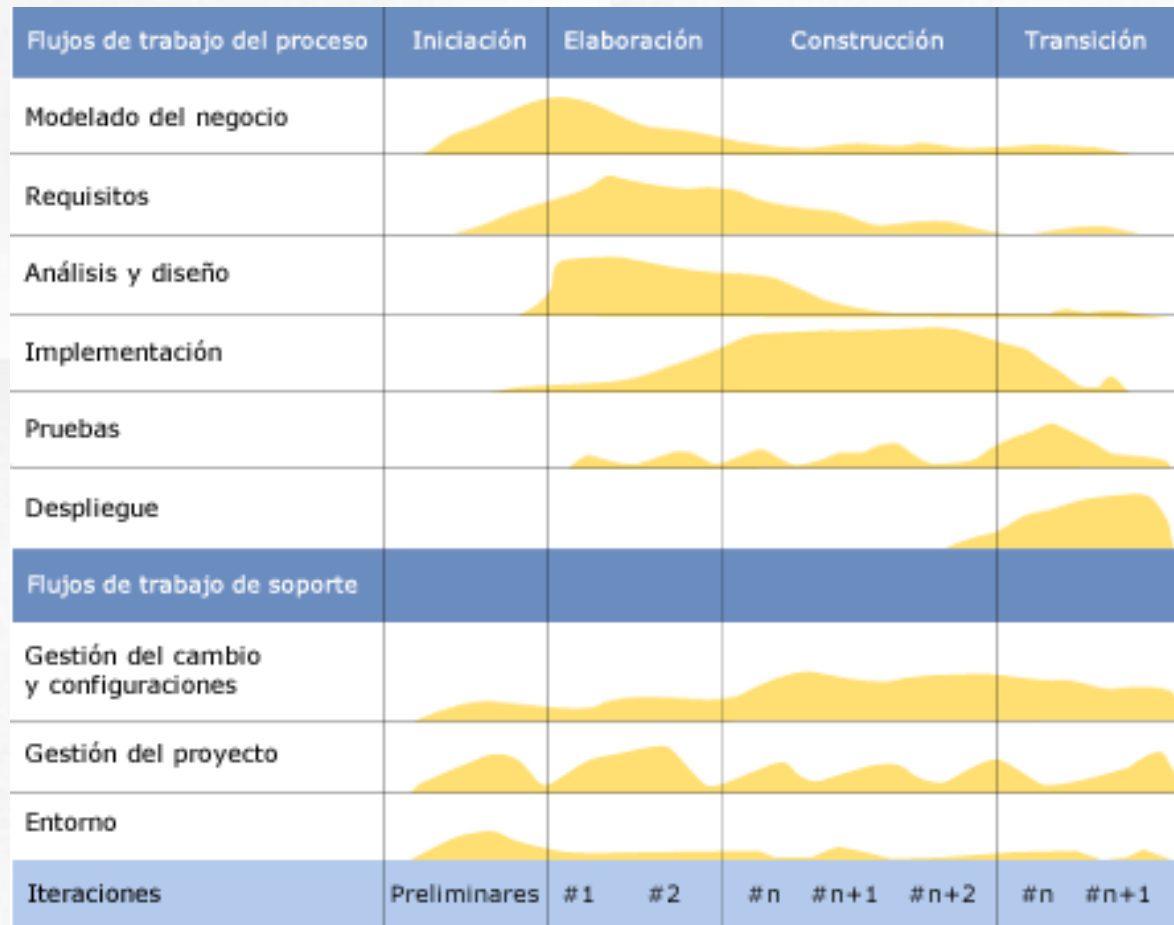 Flujos de trabajo del proceso Iniciación Elaboración Construcción Transición
Modelado del negocio
Requisitos
Análisis y diseño
Implementación
Pruebas
Despliegue
Flujos de trabajo de soporte
Gestión del cambio
y configuraciones
Gestión del proyecto
Entorno
Iteraciones Preliminares #1 #2 #n #n+1 #n+2 #n #n+1